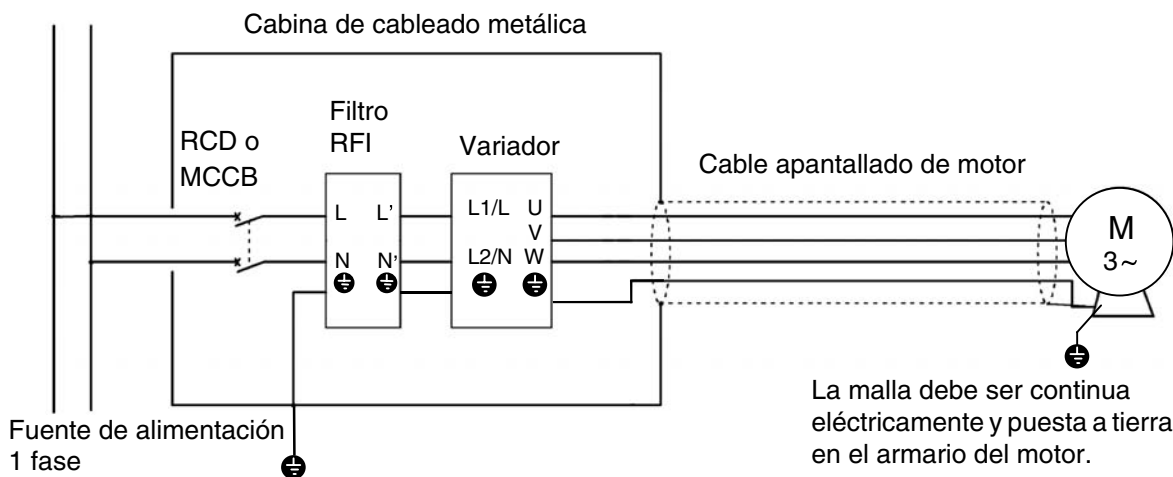 Cabina de cableado metálica
RCD o
MCCB
Filtro
RFI
Variador
Cable apantallado de motor
L L’
L1/L U
V
N N’
L2/N W
M
3~
Fuente de alimentación
1 fase
La malla debe ser continua
eléctricamente y puesta a tierra
en el armario del motor.